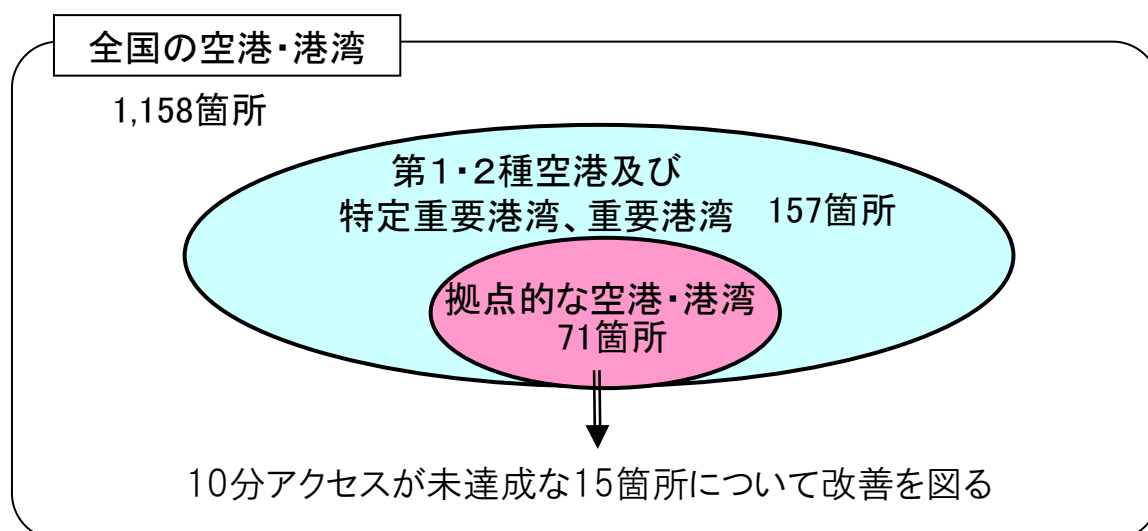 全国の空港・港湾
1,158箇所
第1・2種空港及び
特定重要港湾、重要港湾
157箇所
拠点的な空港・港湾
71箇所
10分アクセスが未達成な15箇所について改善を図る